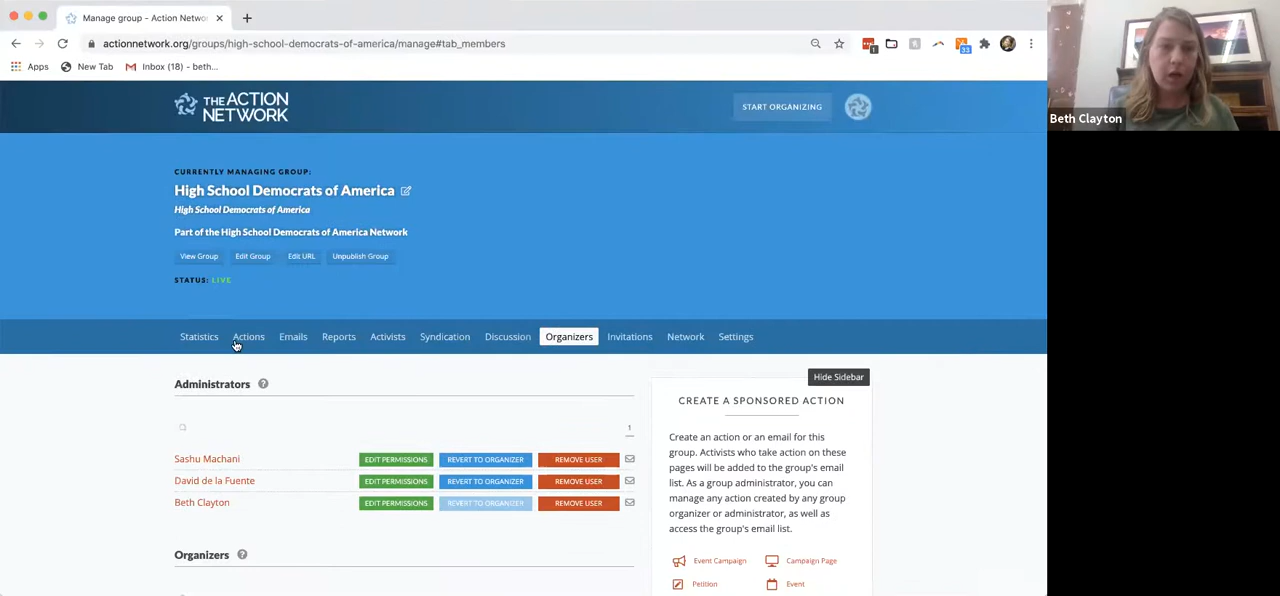 Manage group - Action Netwo
actionnetwork.org/groups/high-school-democrats-of-america/manage#tab_members
1
33
Apps
New Tab
Inbox (18) - beth...
Beth Clayton
THE ACTION
NETWORK
START ORGANIZING
CURRENTLY MANAGING GROUP:
High School Democrats of America
High School Democrats of America
Part of the High School Democrats of America Network
View Group
Edit Group
Edit URL
Unpublish Group
STATUS: LIVE
Statistics
Actions
Emails
Reports
Activists
Syndication
Discussion
Organizers
Invitations
Network
Settings
Administrators ?
1
Sashu Machani
EDIT PERMISSIONS
REVERT TO ORGANIZER
REMOVE USER
David de la Fuente
EDIT PERMISSIONS
REVERT TO ORGANIZER
REMOVE USER
Beth Clayton
EDIT PERMISSIONS
REVERT TO ORGANIZER
REMOVE USER
Organizers ?
Hide Sidebar
CREATE A SPONSORED ACTION
Create an action or an email for this
group. Activists who take action on these
pages will be added to the group's email
list. As a group administrator, you can
manage any action created by any group
organizer or administrator, as well as
access the group's email list.
Event Campaign
Campaign Page
Petition
Event